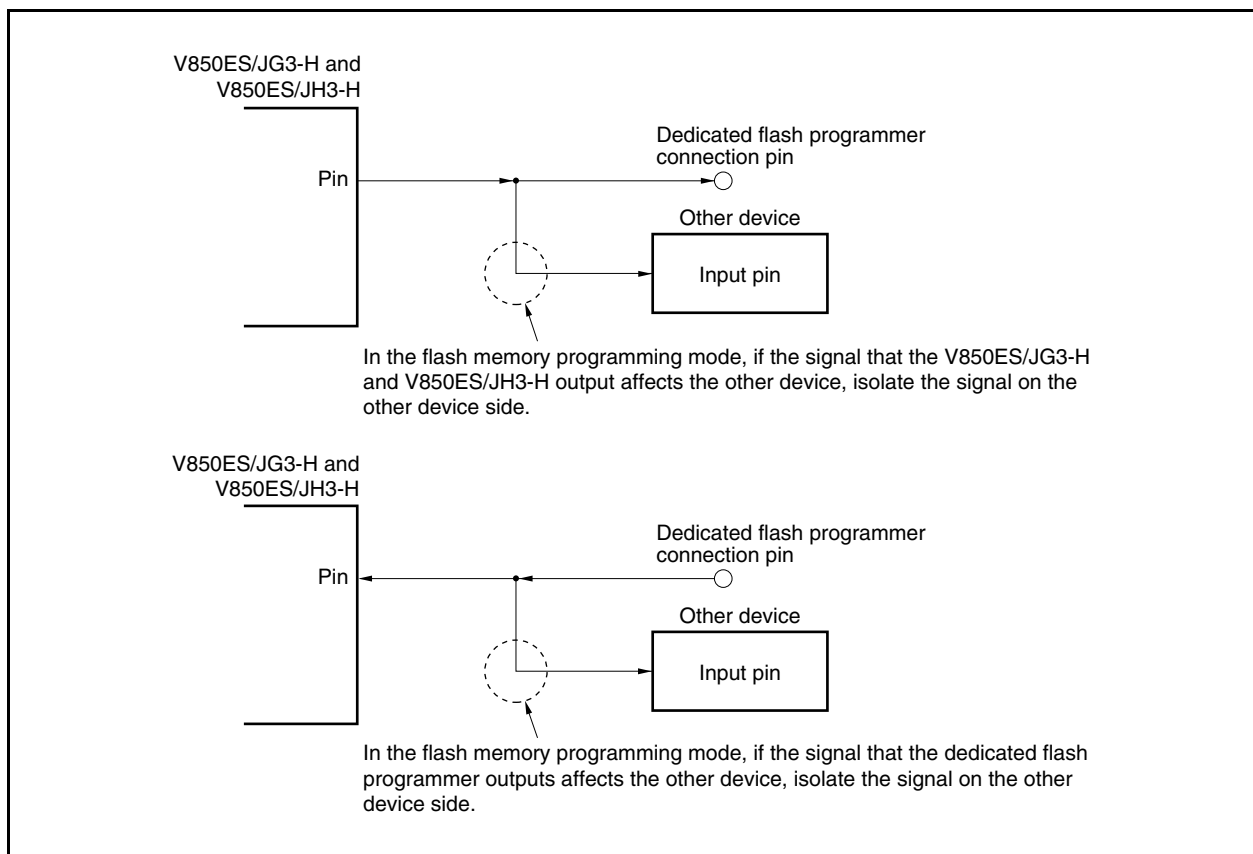 V850ES/JG3-H and
V850ES/JH3-H
Dedicated flash programmer
connection pin
Pin
Other device
Input pin
In the flash memory programming mode, if the signal that the V850ES/JG3-H
and V850ES/JH3-H output affects the other device, isolate the signal on the
other device side.
V850ES/JG3-H and
V850ES/JH3-H
Dedicated flash programmer
connection pin
Pin
Other device
Input pin
In the flash memory programming mode, if the signal that the dedicated flash
programmer outputs affects the other device, isolate the signal on the other
device side.